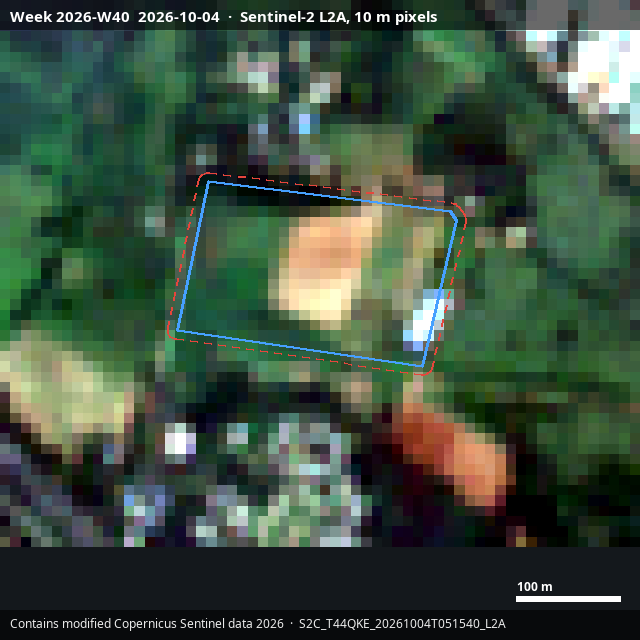 Week 2026-W40  2026-10-04  ·  Sentinel-2 L2A, 10 m pixels
100 m
Contains modified Copernicus Sentinel data 2026  ·  S2C_T44QKE_20261004T051540_L2A